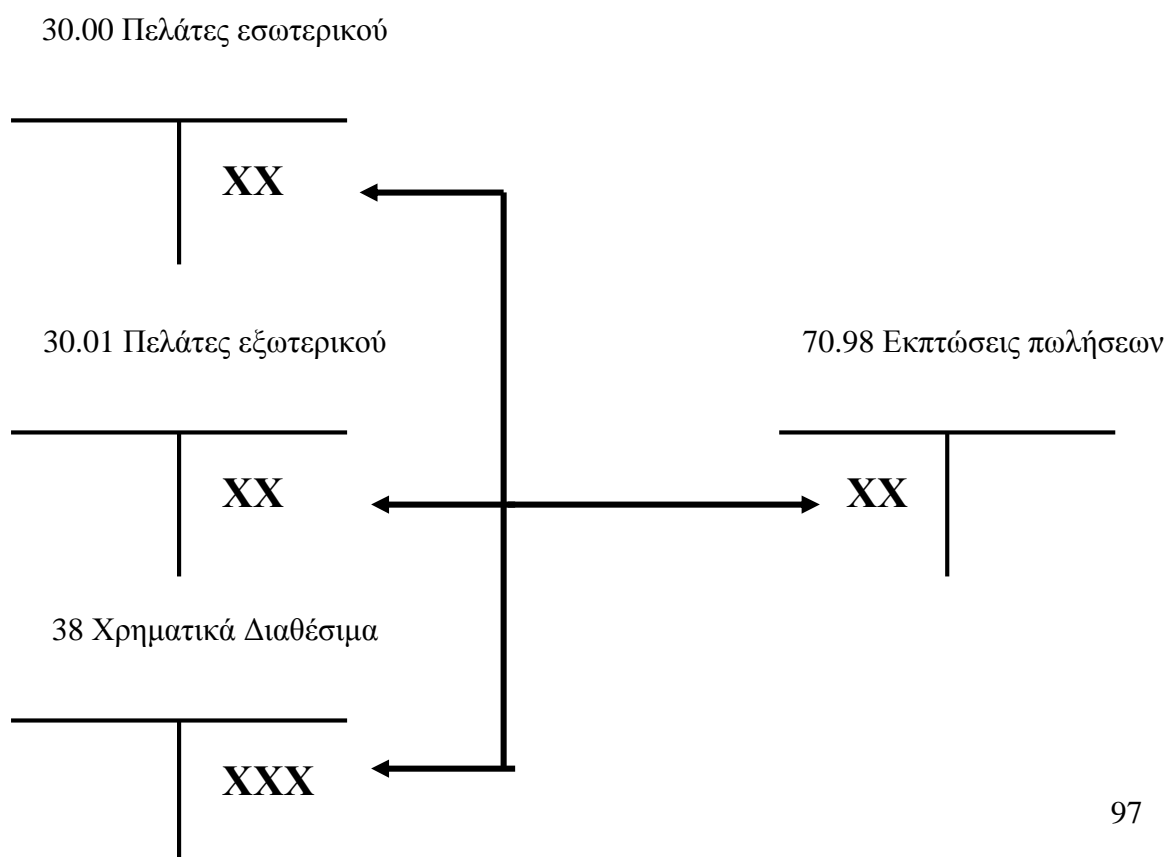 30.00 Πελάτες εσωτερικού
XX
30.01 Πελάτες εξωτερικού
70.98 Εκπτώσεις πωλήσεων
XX
XX
38 Χρηματικά Διαθέσιμα
XXX
97